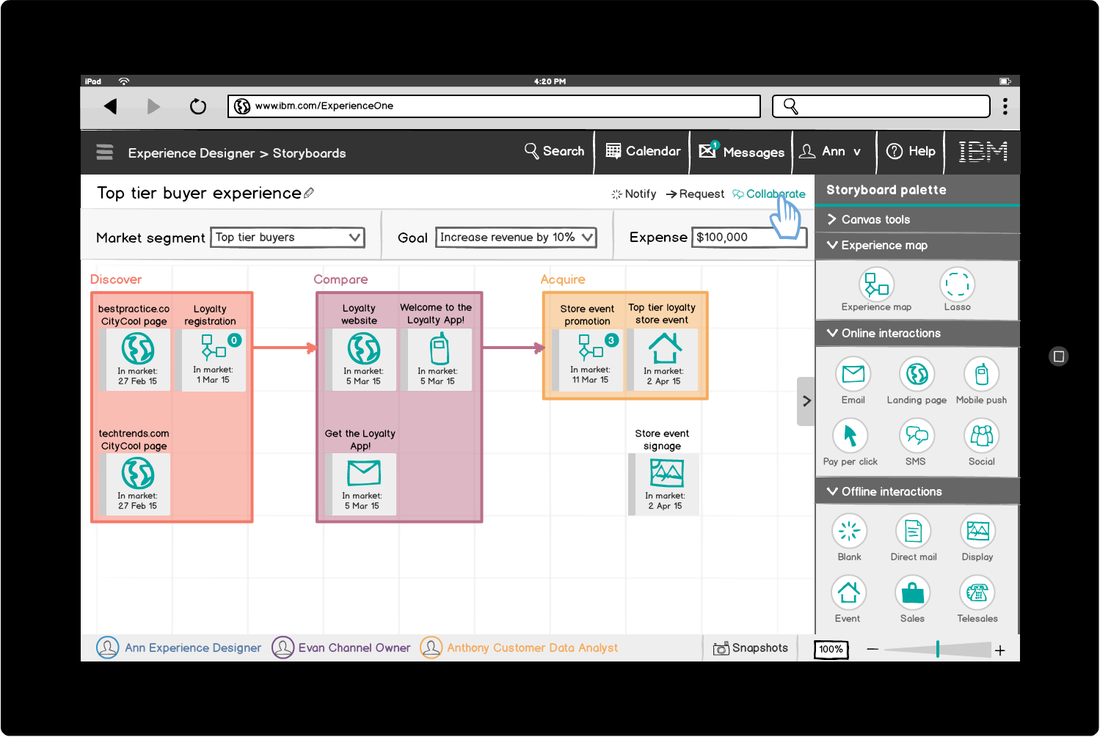 iPad 4:20 PM
www.ibm.com/ExperienceOne
Experience Designer > Storyboards Search Calendar 1 Messages Ann v Help IBM
Top tier buyer experience Notify Request Collaborate
Market segment Top tier buyers Goal Increase revenue by 10% Expense $100,000
Discover Compare Acquire
bestpractice.co
CityCool page
In market:
27 Feb 15
Loyalty
registration
0
In market:
1 Mar 15
techtrends.com
CityCool page
In market:
27 Feb 15
Loyalty
website
In market:
5 Mar 15
Welcome to the
Loyalty App!
In market:
5 Mar 15
Get the Loyalty
App!
In market:
5 Mar 15
Store event
promotion
3
In market:
11 Mar 15
Top tier loyalty
store event
In market:
2 Apr 15
Store event
signage
In market:
2 Apr 15
Storyboard palette
Canvas tools
Experience map
Experience map Lasso
Online interactions
Email Landing page Mobile push
Pay per click SMS Social
Offline interactions
Blank Direct mail Display
Event Sales Telesales
Ann Experience Designer Evan Channel Owner Anthony Customer Data Analyst Snapshots 100%